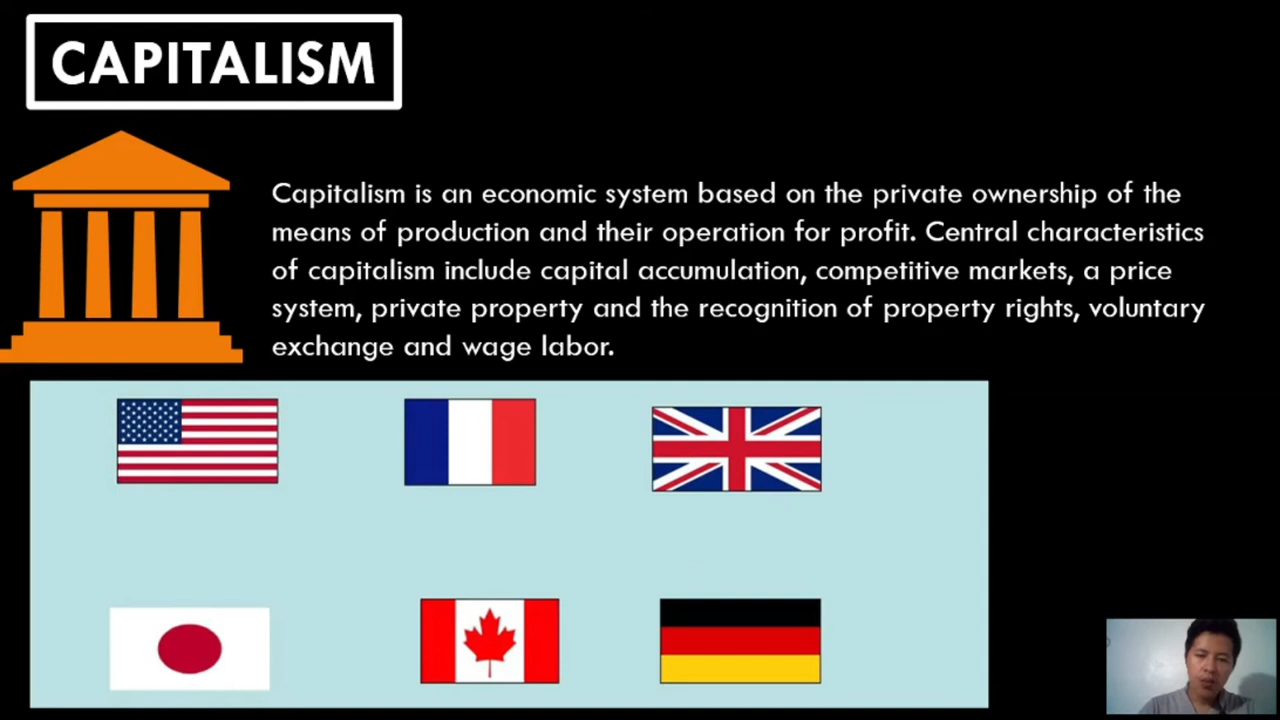 CAPITALISM
Capitalism is an economic system based on the private ownership of the
means of production and their operation for profit. Central characteristics
of capitalism include capital accumulation, competitive markets, a price
system, private property and the recognition of property rights, voluntary
exchange and wage labor.